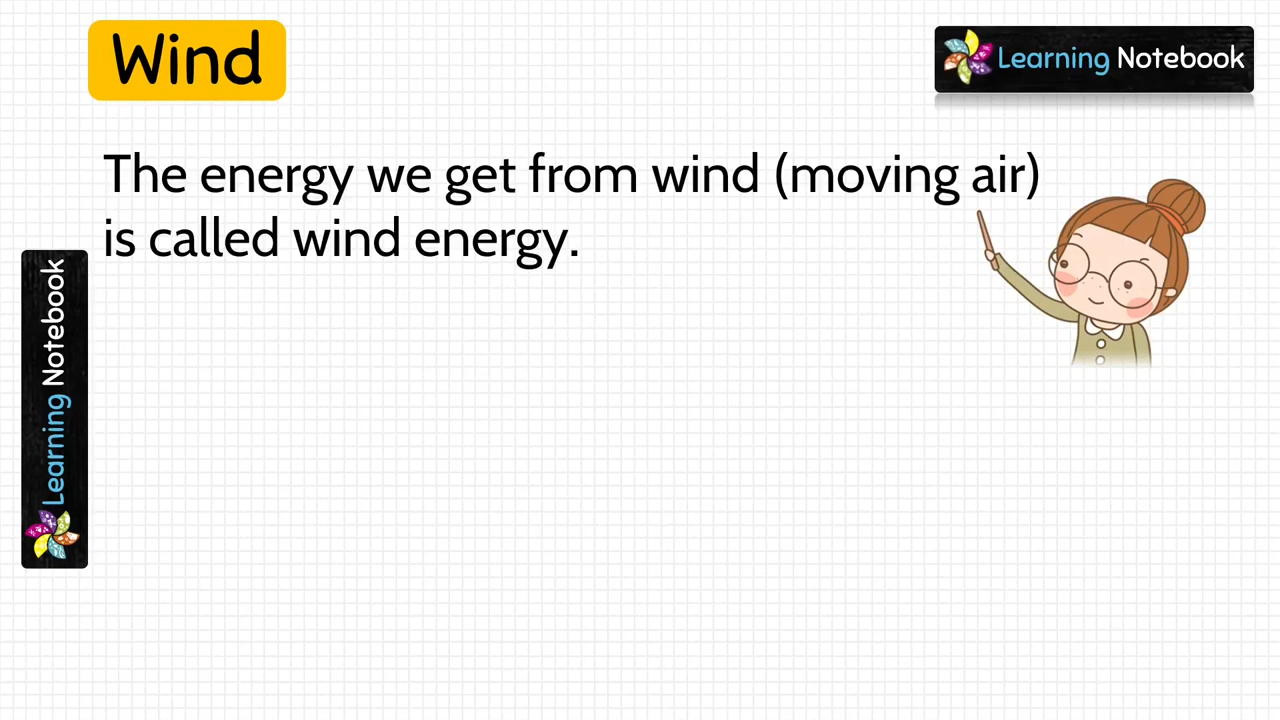 Wind
Learning Notebook
The energy we get from wind (moving air)
is called wind energy.
Learning Notebook